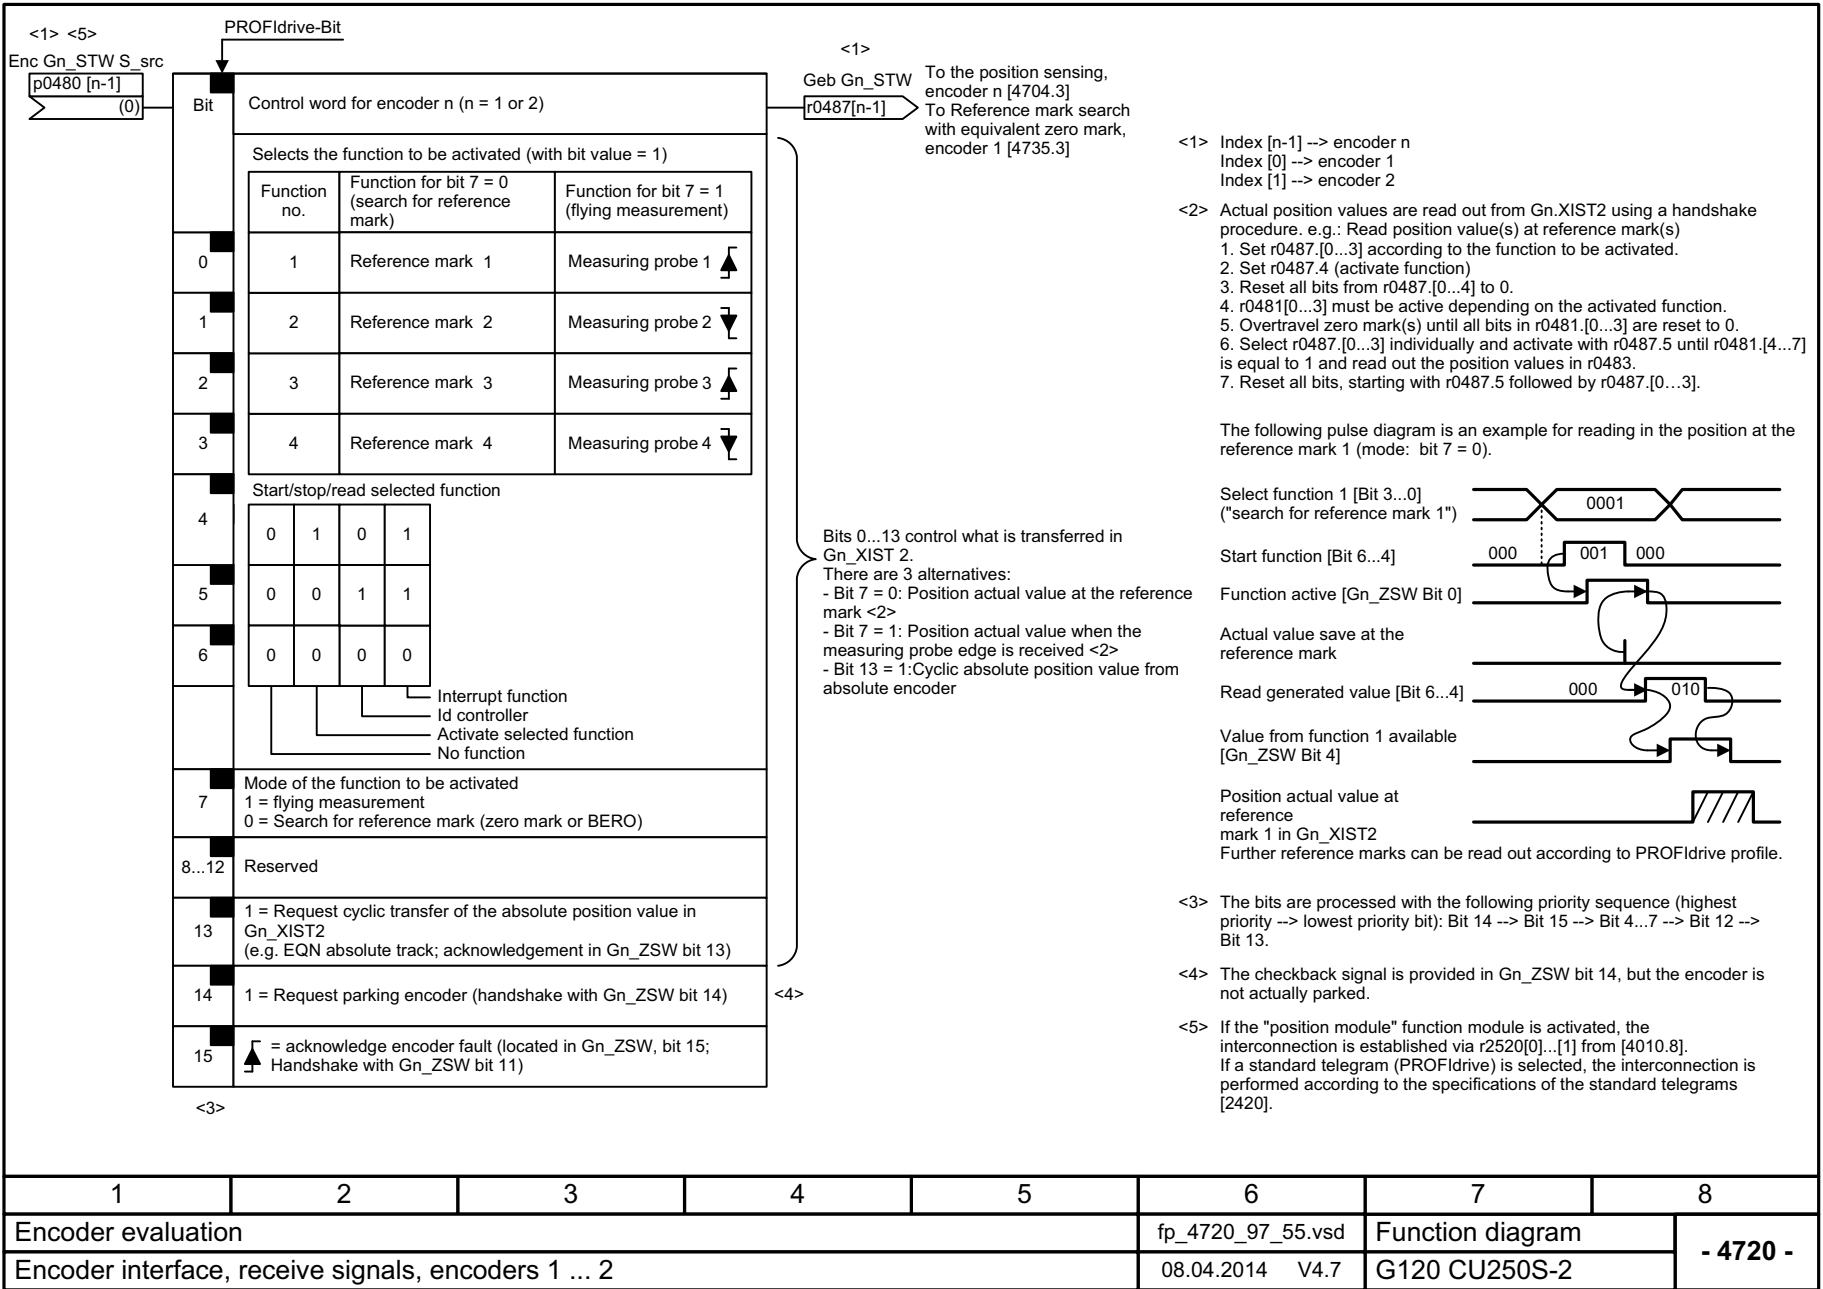 <1> <5>
Enc Gn_STW S_src
p0480 [n-1]
(0)
PROFIdrive-Bit
Bit
Control word for encoder n (n = 1 or 2)
<1>
Geb Gn_STW
r0487[n-1]
To the position sensing,
encoder n [4704.3]
To Reference mark search
with equivalent zero mark,
encoder 1 [4735.3]
Selects the function to be activated (with bit value = 1)
Function
no.
Function for bit 7 = 0
(search for reference
mark)
Function for bit 7 = 1
(flying measurement)
0
1
Reference mark 1
Measuring probe 1
1
2
Reference mark 2
Measuring probe 2
2
3
Reference mark 3
Measuring probe 3
3
4
Reference mark 4
Measuring probe 4
Start/stop/read selected function
4
0 1 0 1
5
0 0 1 1
6
0 0 0 0
Interrupt function
Id controller
Activate selected function
No function
7
Mode of the function to be activated
1 = flying measurement
0 = Search for reference mark (zero mark or BERO)
8...12
Reserved
13
1 = Request cyclic transfer of the absolute position value in
Gn_XIST2
(e.g. EQN absolute track; acknowledgement in Gn_ZSW bit 13)
14
1 = Request parking encoder (handshake with Gn_ZSW bit 14)
<4>
15
= acknowledge encoder fault (located in Gn_ZSW, bit 15;
Handshake with Gn_ZSW bit 11)
<3>
Bits 0...13 control what is transferred in
Gn_XIST 2.
There are 3 alternatives:
- Bit 7 = 0: Position actual value at the reference
mark <2>
- Bit 7 = 1: Position actual value when the
measuring probe edge is received <2>
- Bit 13 = 1:Cyclic absolute position value from
absolute encoder
<1> Index [n-1] --> encoder n
Index [0] --> encoder 1
Index [1] --> encoder 2
<2> Actual position values are read out from Gn.XIST2 using a handshake
procedure. e.g.: Read position value(s) at reference mark(s)
1. Set r0487.[0...3] according to the function to be activated.
2. Set r0487.4 (activate function)
3. Reset all bits from r0487.[0...4] to 0.
4. r0481[0...3] must be active depending on the activated function.
5. Overtravel zero mark(s) until all bits in r0481.[0...3] are reset to 0.
6. Select r0487.[0...3] individually and activate with r0487.5 until r0481.[4...7]
is equal to 1 and read out the position values in r0483.
7. Reset all bits, starting with r0487.5 followed by r0487.[0...3].
The following pulse diagram is an example for reading in the position at the
reference mark 1 (mode: bit 7 = 0).
Select function 1 [Bit 3...0]
("search for reference mark 1")
0001
Start function [Bit 6...4]
000 001 000
Function active [Gn_ZSW Bit 0]
Actual value save at the
reference mark
Read generated value [Bit 6...4]
000 010
Value from function 1 available
[Gn_ZSW Bit 4]
Position actual value at
reference
mark 1 in Gn_XIST2
Further reference marks can be read out according to PROFIdrive profile.
<3> The bits are processed with the following priority sequence (highest
priority --> lowest priority bit): Bit 14 --> Bit 15 --> Bit 4...7 --> Bit 12 -->
Bit 13.
<4> The checkback signal is provided in Gn_ZSW bit 14, but the encoder is
not actually parked.
<5> If the "position module" function module is activated, the
interconnection is established via r2520[0]...[1] from [4010.8].
If a standard telegram (PROFIdrive) is selected, the interconnection is
performed according to the specifications of the standard telegrams
[2420].
1 2 3 4 5 6 7 8
Encoder evaluation
fp_4720_97_55.vsd
Function diagram
- 4720 -
Encoder interface, receive signals, encoders 1 ... 2
08.04.2014 V4.7
G120 CU250S-2